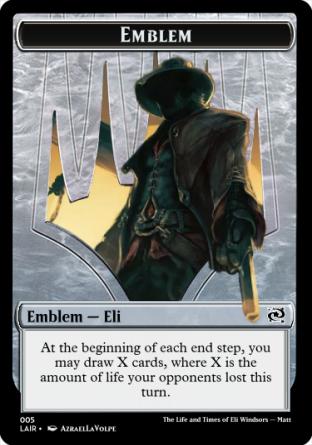 EMBLEM
Emblem — Eli
At the beginning of each end step, you
may draw X cards, where X is the
amount of life your opponents lost this
turn.
005
The Life and Times of Eli Windsors — Matt
LAIR • AzraelLaVolpe